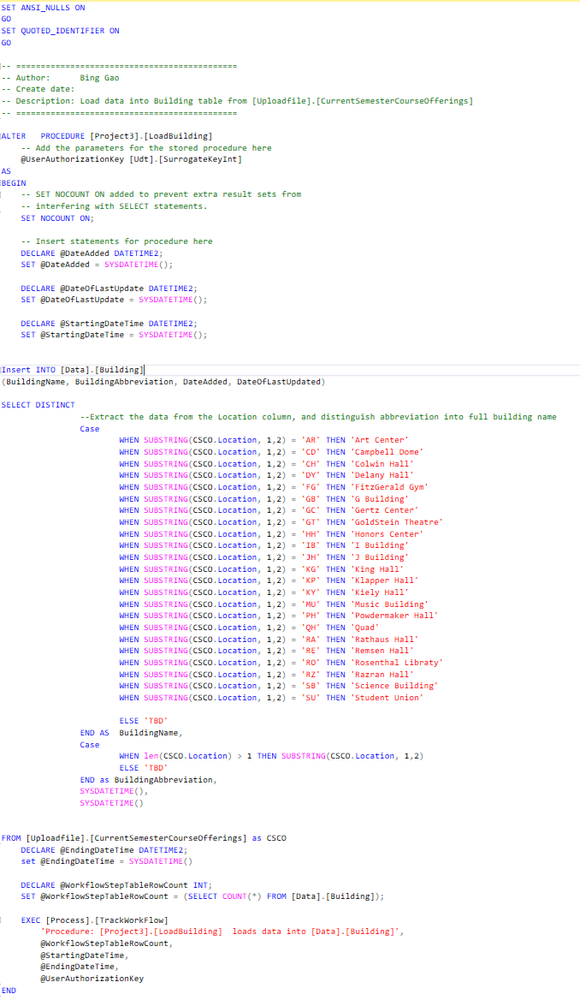 SET ANSI_NULLS ON
GO
SET QUOTED_IDENTIFIER ON
GO
-- =============================================
-- Author:      Bing Gao
-- Create date:
-- Description: Load data into Building table from [Uploadfile].[CurrentSemesterCourseOfferings]
-- =============================================
ALTER   PROCEDURE [Project3].[LoadBuilding]
    -- Add the parameters for the stored procedure here
    @UserAuthorizationKey [Udt].[SurrogateKeyInt]
AS
BEGIN
    -- SET NOCOUNT ON added to prevent extra result sets from
    -- interfering with SELECT statements.
    SET NOCOUNT ON;
    -- Insert statements for procedure here
    DECLARE @DateAdded DATETIME2;
    SET @DateAdded = SYSDATETIME();
    DECLARE @DateOfLastUpdate DATETIME2;
    SET @DateOfLastUpdate = SYSDATETIME();
    DECLARE @StartingDateTime DATETIME2;
    SET @StartingDateTime = SYSDATETIME();
Insert INTO [Data].[Building]
(BuildingName, BuildingAbbreviation, DateAdded, DateOfLastUpdated)
SELECT DISTINCT
                --Extract the data from the Location column, and distinguish abbreviation into full building name
                Case
                        WHEN SUBSTRING(CSCO.Location, 1,2) = 'AR' THEN 'Art Center'
                        WHEN SUBSTRING(CSCO.Location, 1,2) = 'CD' THEN 'Campbell Dome'
                        WHEN SUBSTRING(CSCO.Location, 1,2) = 'CH' THEN 'Colwin Hall'
                        WHEN SUBSTRING(CSCO.Location, 1,2) = 'DY' THEN 'Delany Hall'
                        WHEN SUBSTRING(CSCO.Location, 1,2) = 'FG' THEN 'FitzGerald Gym'
                        WHEN SUBSTRING(CSCO.Location, 1,2) = 'GB' THEN 'G Building'
                        WHEN SUBSTRING(CSCO.Location, 1,2) = 'GC' THEN 'Gertz Center'
                        WHEN SUBSTRING(CSCO.Location, 1,2) = 'GT' THEN 'GoldStein Theatre'
                        WHEN SUBSTRING(CSCO.Location, 1,2) = 'HH' THEN 'Honors Center'
                        WHEN SUBSTRING(CSCO.Location, 1,2) = 'IB' THEN 'I Building'
                        WHEN SUBSTRING(CSCO.Location, 1,2) = 'JH' THEN 'J Building'
                        WHEN SUBSTRING(CSCO.Location, 1,2) = 'KG' THEN 'King Hall'
                        WHEN SUBSTRING(CSCO.Location, 1,2) = 'KP' THEN 'Klapper Hall'
                        WHEN SUBSTRING(CSCO.Location, 1,2) = 'KY' THEN 'Kiely Hall'
                        WHEN SUBSTRING(CSCO.Location, 1,2) = 'MU' THEN 'Music Building'
                        WHEN SUBSTRING(CSCO.Location, 1,2) = 'PH' THEN 'Powdermaker Hall'
                        WHEN SUBSTRING(CSCO.Location, 1,2) = 'QH' THEN 'Quad'
                        WHEN SUBSTRING(CSCO.Location, 1,2) = 'RA' THEN 'Rathaus Hall'
                        WHEN SUBSTRING(CSCO.Location, 1,2) = 'RE' THEN 'Remsen Hall'
                        WHEN SUBSTRING(CSCO.Location, 1,2) = 'RO' THEN 'Rosenthal Libraty'
                        WHEN SUBSTRING(CSCO.Location, 1,2) = 'RZ' THEN 'Razran Hall'
                        WHEN SUBSTRING(CSCO.Location, 1,2) = 'SB' THEN 'Science Building'
                        WHEN SUBSTRING(CSCO.Location, 1,2) = 'SU' THEN 'Student Union'
                        ELSE 'TBD'
                END AS  BuildingName,
                Case
                        WHEN len(CSCO.Location) > 1 THEN SUBSTRING(CSCO.Location, 1,2)
                        ELSE 'TBD'
                END as BuildingAbbreviation,
                SYSDATETIME(),
                SYSDATETIME()
FROM [Uploadfile].[CurrentSemesterCourseOfferings] as CSCO
    DECLARE @EndingDateTime DATETIME2;
    set @EndingDateTime = SYSDATETIME()
    DECLARE @WorkflowStepTableRowCount INT;
    SET @WorkflowStepTableRowCount = (SELECT COUNT(*) FROM [Data].[Building]);
    EXEC [Process].[TrackWorkFlow]
        'Procedure: [Project3].[LoadBuilding]  loads data into [Data].[Building]',
        @WorkflowStepTableRowCount,
        @StartingDateTime,
        @EndingDateTime,
        @UserAuthorizationKey
END